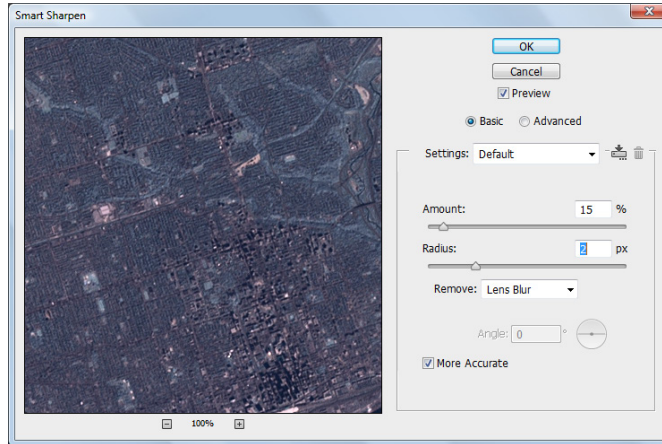 Smart Sharpen
OK
Cancel
Preview
Basic Advanced
Settings: Default
Amount: 15 %
Radius: 2 px
Remove: Lens Blur
Angle: 0 °
More Accurate
100%